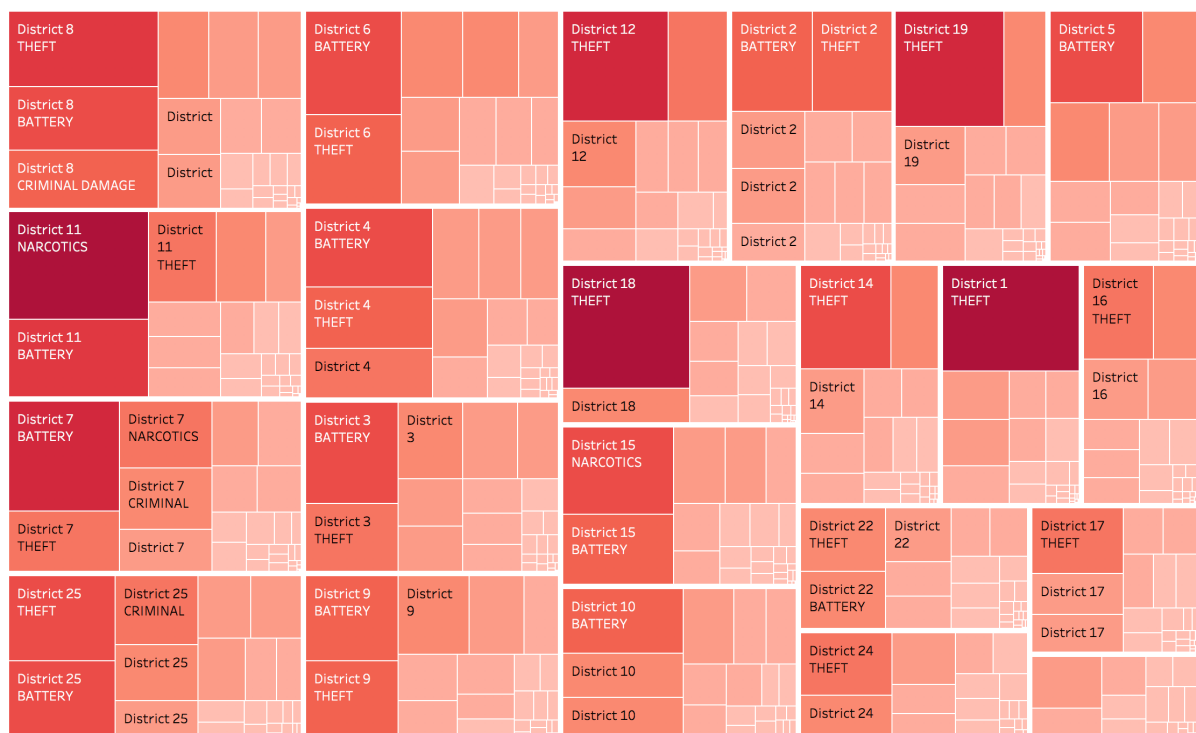 District 8
THEFT
District 8
BATTERY
District 8
CRIMINAL DAMAGE
District
District
District 11
NARCOTICS
District 11
BATTERY
District
11
THEFT
District 7
BATTERY
District 7
THEFT
District 7
NARCOTICS
District 7
CRIMINAL
District 7
District 25
THEFT
District 25
BATTERY
District 25
CRIMINAL
District 25
District 25
District 6
BATTERY
District 6
THEFT
District 4
BATTERY
District 4
THEFT
District 4
District 3
BATTERY
District 3
THEFT
District
3
District 9
BATTERY
District 9
THEFT
District
9
District 12
THEFT
District
12
District 2
BATTERY
District 2
THEFT
District 2
District 2
District 2
District 19
THEFT
District
19
District 5
BATTERY
District 18
THEFT
District 18
District 15
NARCOTICS
District 15
BATTERY
District 10
BATTERY
District 10
District 10
District 14
THEFT
District
14
District 1
THEFT
District
16
THEFT
District
16
District 22
THEFT
District 22
BATTERY
District
22
District 24
THEFT
District 24
District 17
THEFT
District 17
District 17